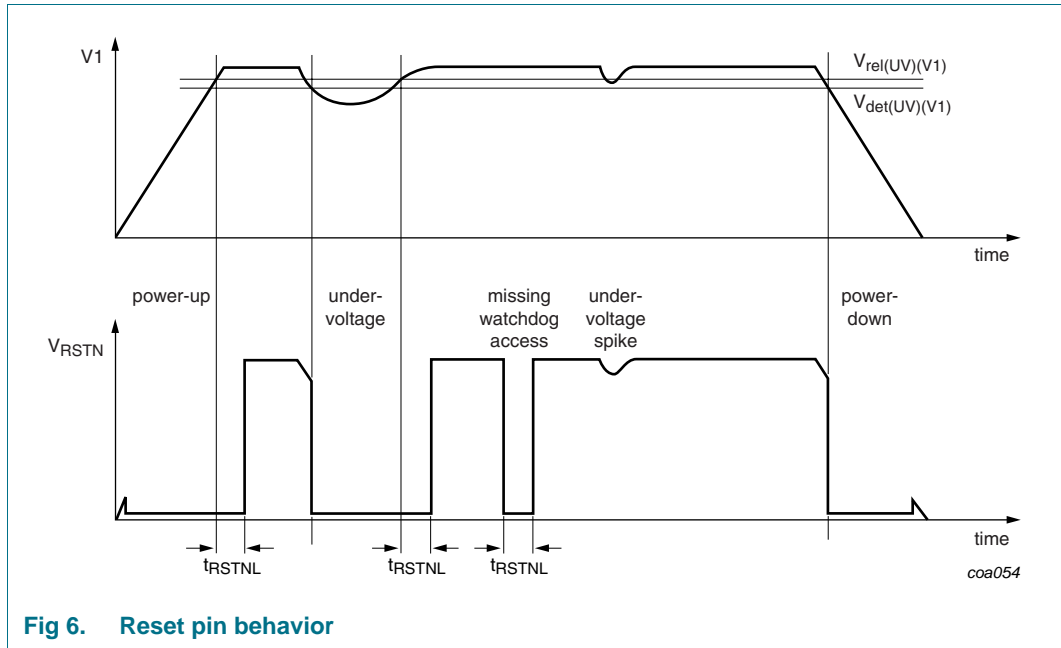 V1
Vrel(UV)(V1)
Vdet(UV)(V1)
time
power-up
under-
voltage
missing
watchdog
access
under-
voltage
spike
power-
down
VRSTN
time
tRSTNL
tRSTNL
tRSTNL
coa054
Fig 6. Reset pin behavior